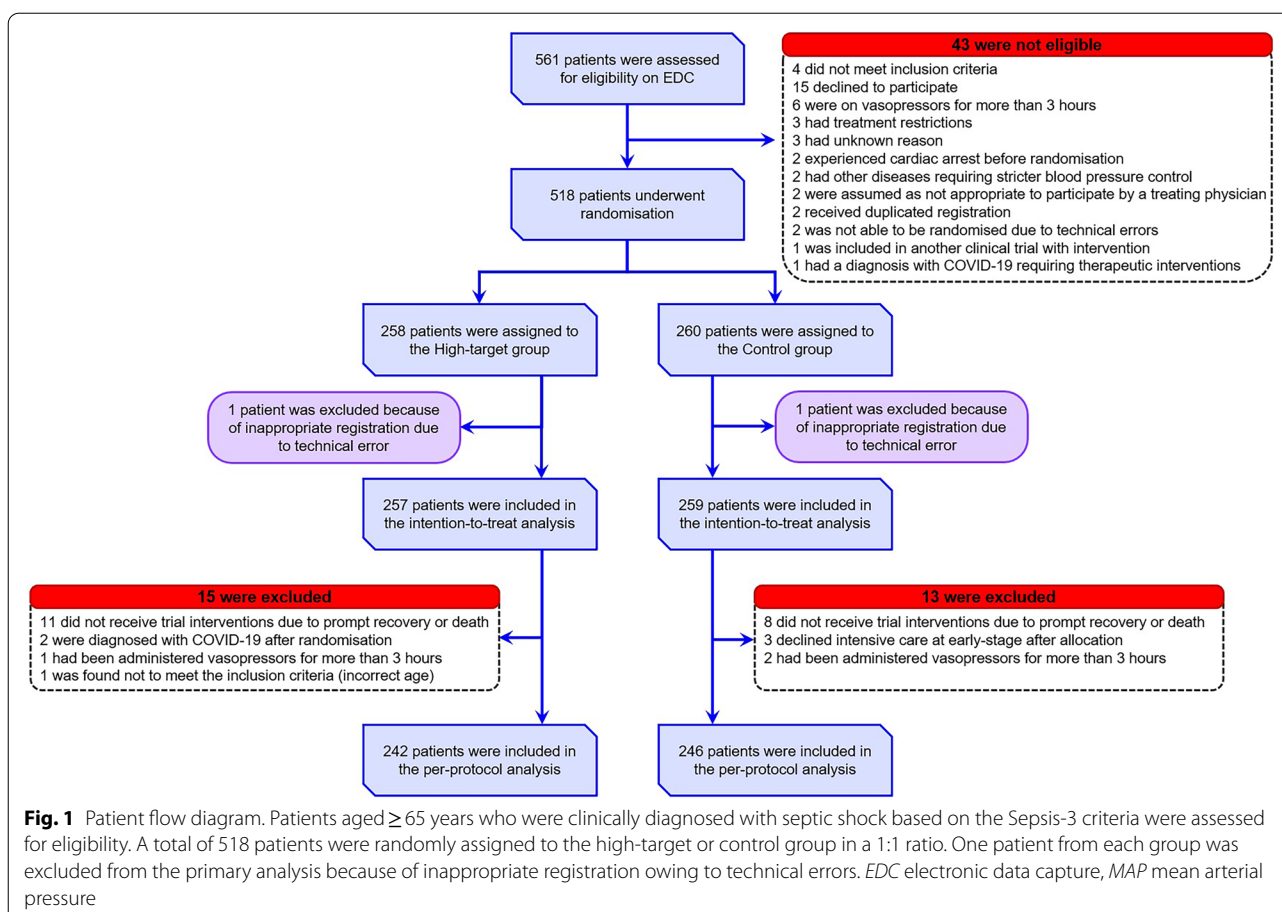 561 patients were assessed
for eligibility on EDC
43 were not eligible
4 did not meet inclusion criteria
15 declined to participate
6 were on vasopressors for more than 3 hours
3 had treatment restrictions
3 had unknown reason
2 experienced cardiac arrest before randomisation
2 had other diseases requiring stricter blood pressure control
2 were assumed as not appropriate to participate by a treating physician
2 received duplicated registration
2 was not able to be randomised due to technical errors
1 was included in another clinical trial with intervention
1 had a diagnosis with COVID-19 requiring therapeutic interventions
518 patients underwent
randomisation
258 patients were assigned to
the High-target group
260 patients were assigned to
the Control group
1 patient was excluded because
of inappropriate registration due
to technical error
1 patient was excluded because
of inappropriate registration due
to technical error
257 patients were included in
the intention-to-treat analysis
259 patients were included in
the intention-to-treat analysis
15 were excluded
11 did not receive trial interventions due to prompt recovery or death
2 were diagnosed with COVID-19 after randomisation
1 had been administered vasopressors for more than 3 hours
1 was found not to meet the inclusion criteria (incorrect age)
13 were excluded
8 did not receive trial interventions due to prompt recovery or death
3 declined intensive care at early-stage after allocation
2 had been administered vasopressors for more than 3 hours
242 patients were included in
the per-protocol analysis
246 patients were included in
the per-protocol analysis
Fig. 1 Patient flow diagram. Patients aged ≥ 65 years who were clinically diagnosed with septic shock based on the Sepsis-3 criteria were assessed
for eligibility. A total of 518 patients were randomly assigned to the high-target or control group in a 1:1 ratio. One patient from each group was
excluded from the primary analysis because of inappropriate registration owing to technical errors. EDC electronic data capture, MAP mean arterial
pressure